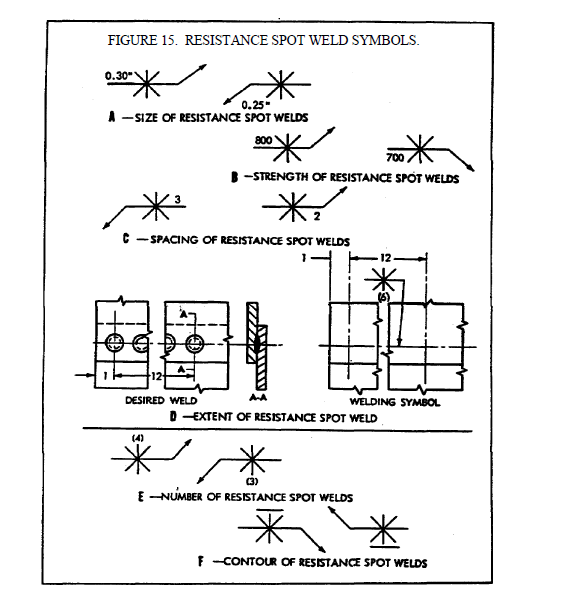 FIGURE 15. RESISTANCE SPOT WELD SYMBOLS.
0.30"
0.25"
A —SIZE OF RESISTANCE SPOT WELDS
800
700
B —STRENGTH OF RESISTANCE SPOT WELDS
3
2
C —SPACING OF RESISTANCE SPOT WELDS
1 12
(6)
A
A
1 12
DESIRED WELD
A-A
WELDING SYMBOL
D —EXTENT OF RESISTANCE SPOT WELD
(4)
(3)
E —NUMBER OF RESISTANCE SPOT WELDS
F —CONTOUR OF RESISTANCE SPOT WELDS